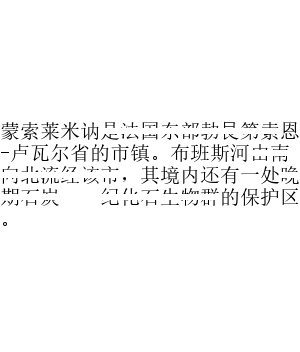 蒙索莱米讷是法国东部勃艮第索恩
-卢瓦尔省的市镇。布班斯河由南
向北流经该市，其境内还有一处晚
期石炭 纪化石生物群的保护区
。